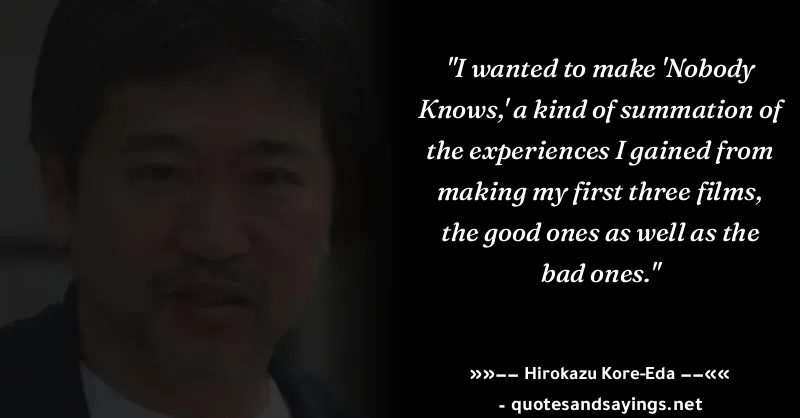 "I wanted to make 'Nobody
Knows,' a kind of summation of
the experiences I gained from
making my first three films,
the good ones as well as the
bad ones."
»»−− Hirokazu Kore-Eda −−««
- quotesandsayings.net